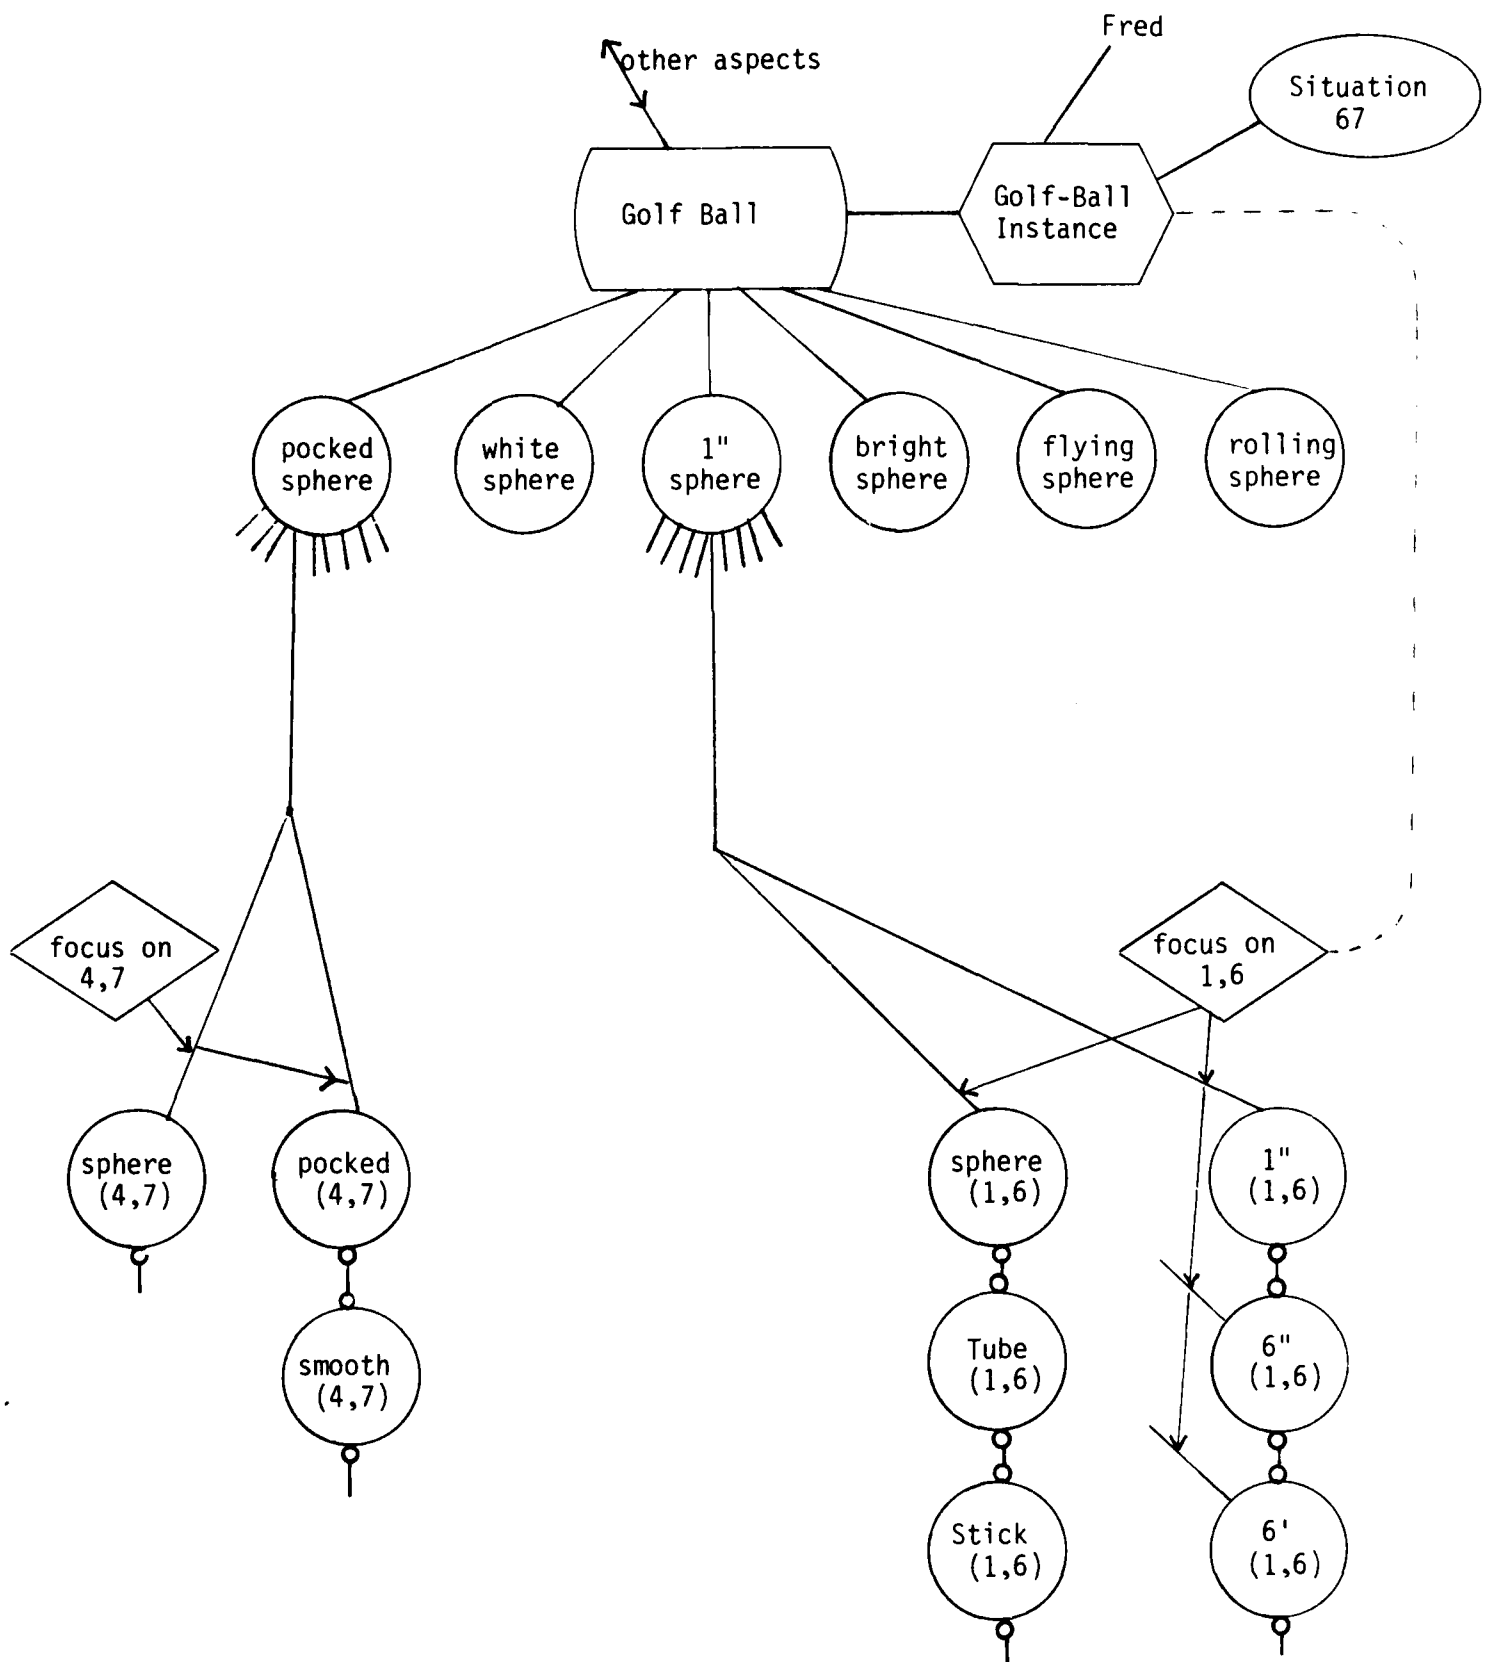 Fred
other aspects
Situation
67
Golf Ball
Golf-Ball
Instance
pocked
sphere
white
sphere
1"
sphere
bright
sphere
flying
sphere
rolling
sphere
focus on
4,7
focus on
1,6
sphere
(4,7)
pocked
(4,7)
sphere
(1,6)
1"
(1,6)
smooth
(4,7)
Tube
(1,6)
6"
(1,6)
Stick
(1,6)
6'
(1,6)